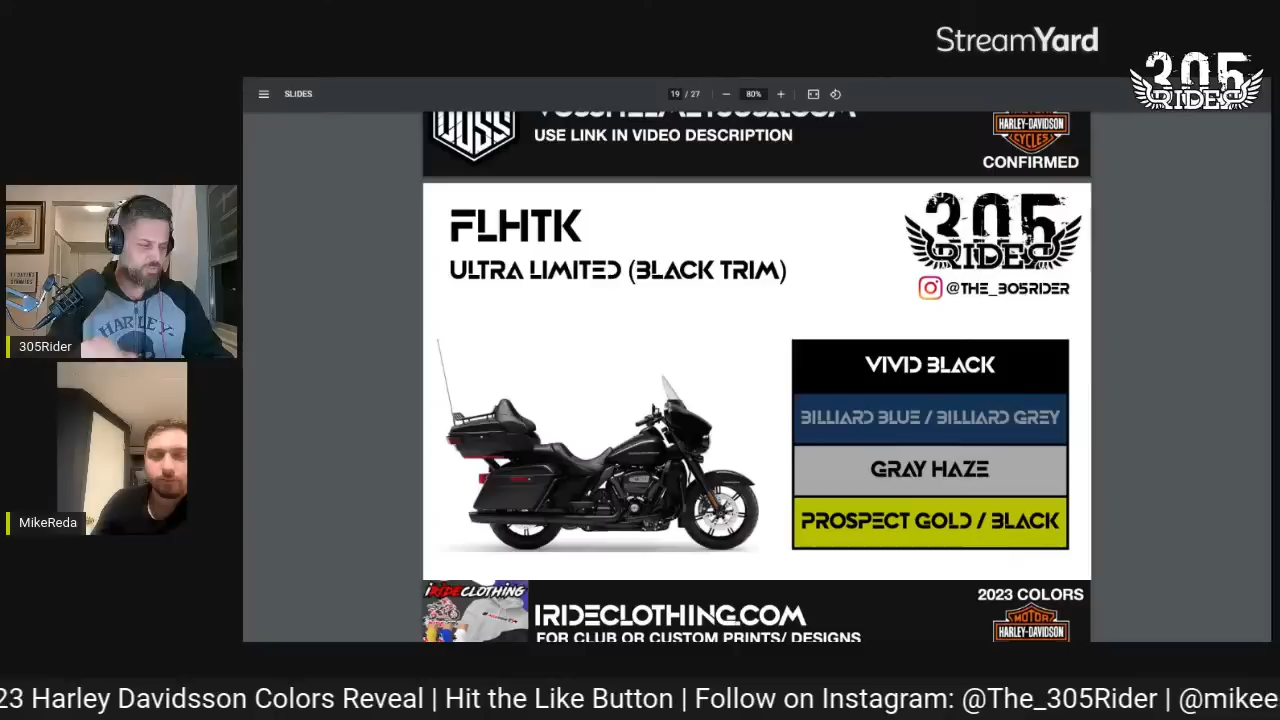 StreamYard
305
RIDER
SLIDES
19 / 27
80%
USE LINK IN VIDEO DESCRIPTION
HARLEY-DAVIDSON
CYCLES
CONFIRMED
FLHTK
ULTRA LIMITED (BLACK TRIM)
305
RIDER
@THE_305RIDER
VIVID BLACK
BILLIARD BLUE / BILLIARD GREY
GRAY HAZE
PROSPECT GOLD / BLACK
HARLEY-
305Rider
MikeReda
iRIDECLOTHING
IRIDECLOTHING.COM
FOR CLUB OR CUSTOM PRINTS/ DESIGNS
2023 COLORS
MOTOR
HARLEY-DAVIDSON
23 Harley Davidsson Colors Reveal | Hit the Like Button | Follow on Instagram: @The_305Rider | @mikee